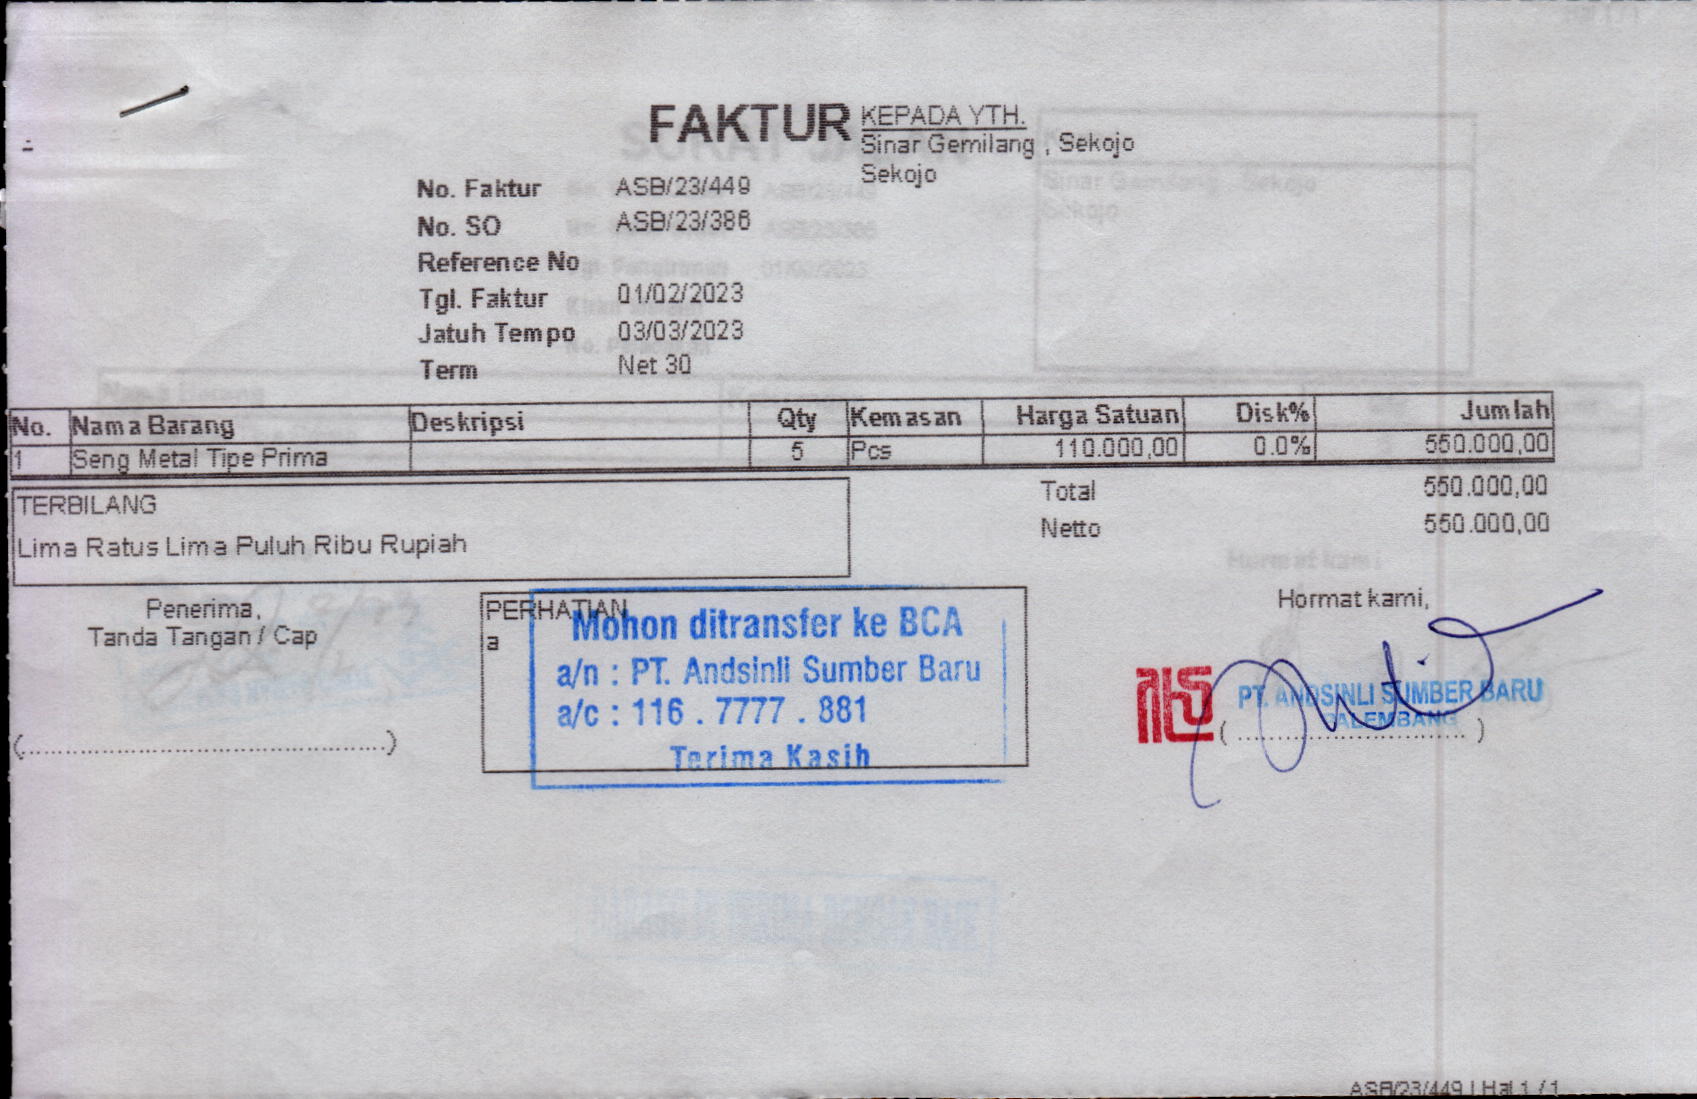 FAKTUR
KEPADA YTH.
Sinar Gemilang , Sekojo
Sekojo
No. Faktur ASB/23/449
No. SO ASB/23/386
Reference No
Tgl. Faktur 01/02/2023
Jatuh Tempo 03/03/2023
Term Net 30
No. Nama Barang Deskripsi Qty Kemasan Harga Satuan Disk% Jumlah
1 Seng Metal Tipe Prima 5 Pcs 110.000,00 0.0% 550.000,00
TERBILANG
Lima Ratus Lima Puluh Ribu Rupiah
Total 550.000,00
Netto 550.000,00
Penerima,
Tanda Tangan / Cap
(........................................)
PERHATIAN
a
Mohon ditransfer ke BCA
a/n : PT. Andsinli Sumber Baru
a/c : 116 . 7777 . 881
Terima Kasih
Hormat kami,
PT. ANDSINLI SUMBER BARU
PALEMBANG
(..............................)
ASB/23/449 | Hal 1 / 1